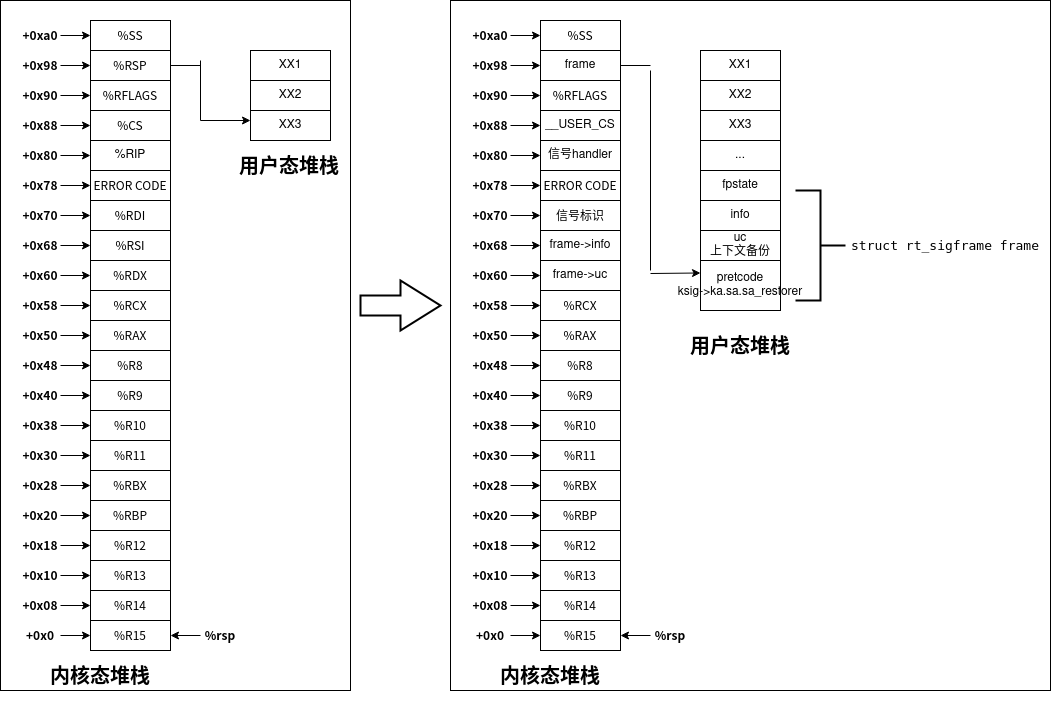 +0xa0 %SS
+0x98 %RSP
+0x90 %RFLAGS
+0x88 %CS
+0x80 %RIP
+0x78 ERROR CODE
+0x70 %RDI
+0x68 %RSI
+0x60 %RDX
+0x58 %RCX
+0x50 %RAX
+0x48 %R8
+0x40 %R9
+0x38 %R10
+0x30 %R11
+0x28 %RBX
+0x20 %RBP
+0x18 %R12
+0x10 %R13
+0x08 %R14
+0x0 %R15 %rsp
内核态堆栈
XX1
XX2
XX3
用户态堆栈
+0xa0 %SS
+0x98 frame
+0x90 %RFLAGS
+0x88 __USER_CS
+0x80 信号handler
+0x78 ERROR CODE
+0x70 信号标识
+0x68 frame->info
+0x60 frame->uc
+0x58 %RCX
+0x50 %RAX
+0x48 %R8
+0x40 %R9
+0x38 %R10
+0x30 %R11
+0x28 %RBX
+0x20 %RBP
+0x18 %R12
+0x10 %R13
+0x08 %R14
+0x0 %R15 %rsp
内核态堆栈
XX1
XX2
XX3
...
fpstate
info
uc
上下文备份
pretcode
ksig->ka.sa.sa_restorer
用户态堆栈
struct rt_sigframe frame